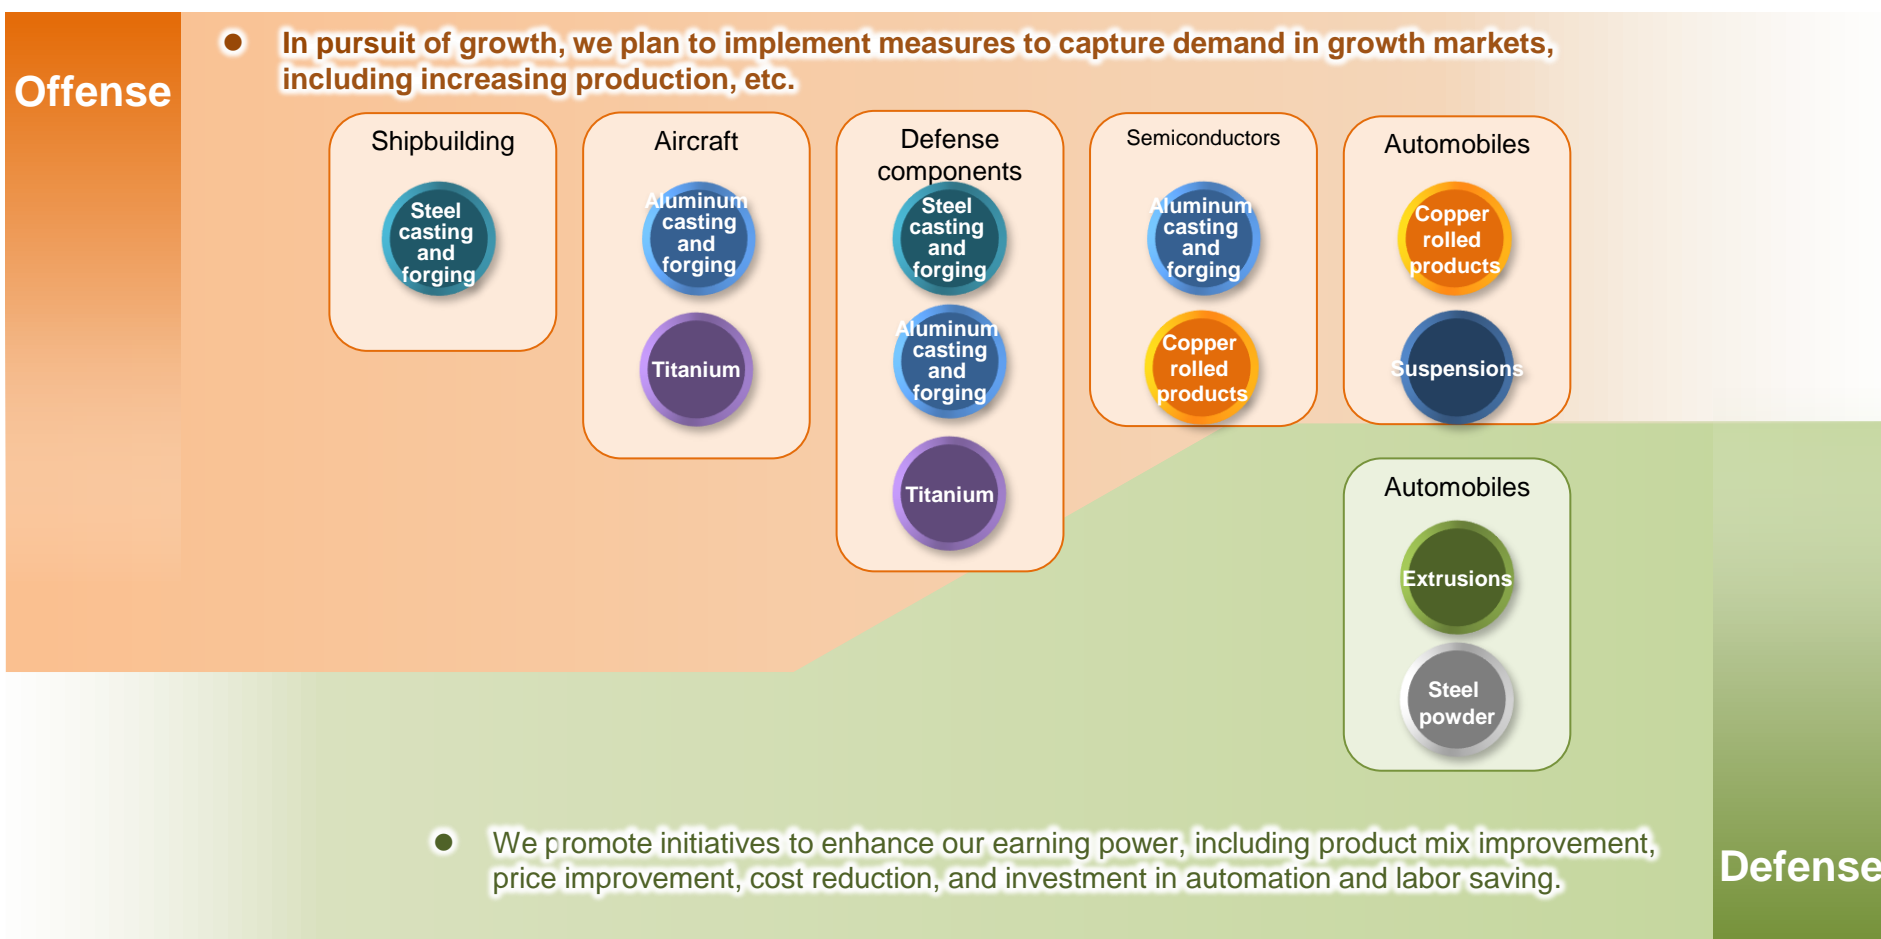 Offense
● In pursuit of growth, we plan to implement measures to capture demand in growth markets,
including increasing production, etc.
Shipbuilding
Steel
casting
and
forging
Aircraft
Aluminum
casting
and
forging
Titanium
Defense
components
Steel
casting
and
forging
Aluminum
casting
and
forging
Titanium
Semiconductors
Aluminum
casting
and
forging
Copper
rolled
products
Automobiles
Copper
rolled
products
Suspensions
Automobiles
Extrusions
Steel
powder
● We promote initiatives to enhance our earning power, including product mix improvement,
price improvement, cost reduction, and investment in automation and labor saving.
Defense